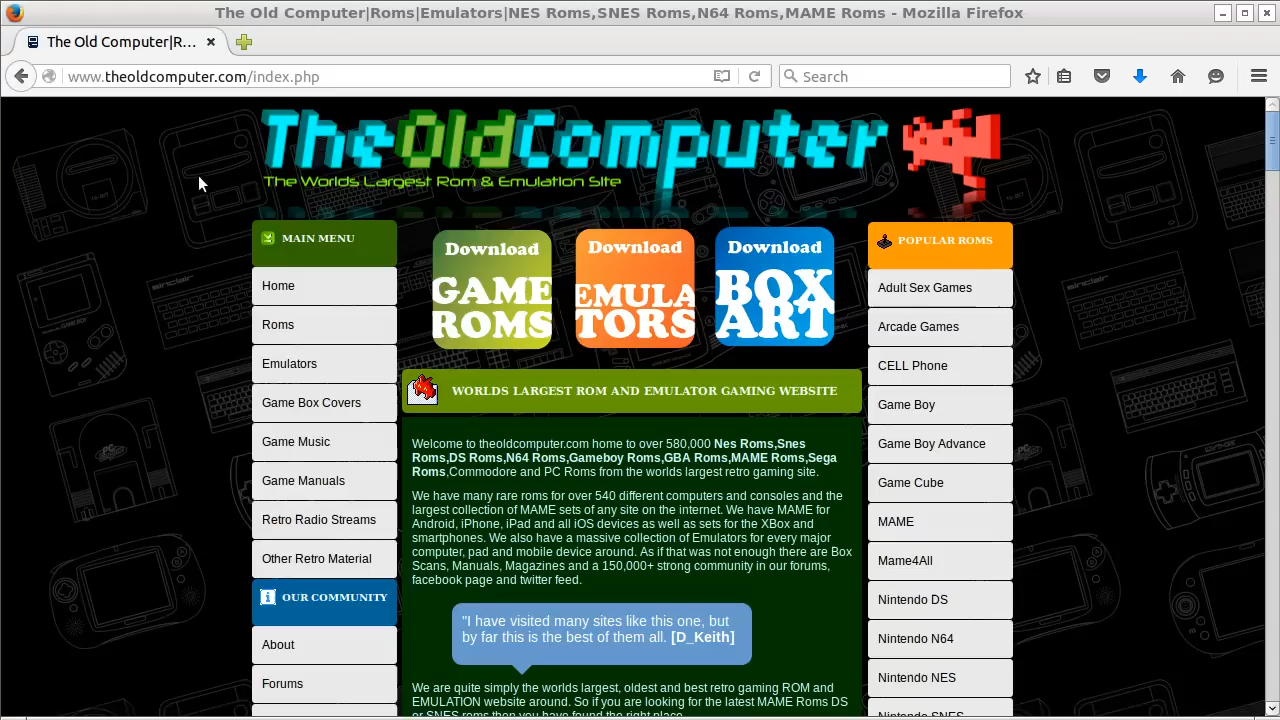 The Old Computer|Roms|Emulators|NES Roms,SNES Roms,N64 Roms,MAME Roms - Mozilla Firefox
The Old Computer|R...
www.theoldcomputer.com/index.php
Search
TheOldComputer
The Worlds Largest Rom & Emulation Site
MAIN MENU
Home
Roms
Emulators
Game Box Covers
Game Music
Game Manuals
Retro Radio Streams
Other Retro Material
OUR COMMUNITY
About
Forums
Download
GAME
ROMS
Download
EMULA
TORS
Download
BOX
ART
WORLDS LARGEST ROM AND EMULATOR GAMING WEBSITE
Welcome to theoldcomputer.com home to over 580,000 Nes Roms,Snes
Roms,DS Roms,N64 Roms,Gameboy Roms,GBA Roms,MAME Roms,Sega
Roms,Commodore and PC Roms from the worlds largest retro gaming site.
We have many rare roms for over 540 different computers and consoles and the
largest collection of MAME sets of any site on the internet. We have MAME for
Android, iPhone, iPad and all iOS devices as well as sets for the XBox and
smartphones. We also have a massive collection of Emulators for every major
computer, pad and mobile device around. As if that was not enough there are Box
Scans, Manuals, Magazines and a 150,000+ strong community in our forums,
facebook page and twitter feed.
"I have visited many sites like this one, but
by far this is the best of them all. [D_Keith]
We are quite simply the worlds largest, oldest and best retro gaming ROM and
EMULATION website around. So if you are looking for the latest MAME Roms DS
or SNES roms then you have found the right place
POPULAR ROMS
Adult Sex Games
Arcade Games
CELL Phone
Game Boy
Game Boy Advance
Game Cube
MAME
Mame4All
Nintendo DS
Nintendo N64
Nintendo NES
Nintendo SNES